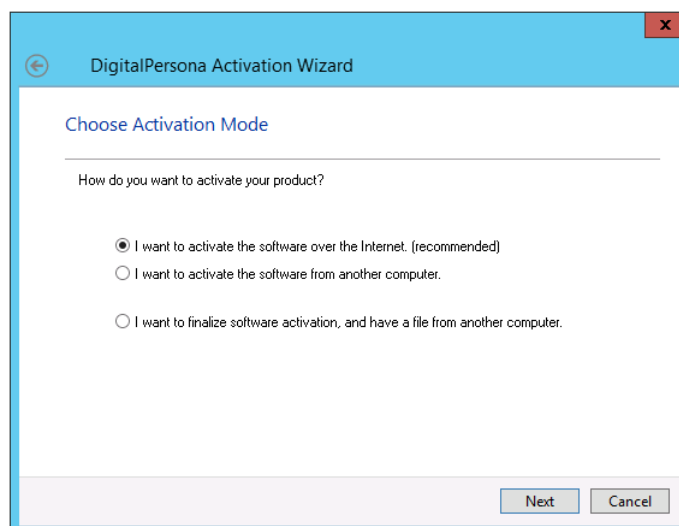 x
DigitalPersona Activation Wizard
Choose Activation Mode
How do you want to activate your product?
I want to activate the software over the Internet. (recommended)
I want to activate the software from another computer.
I want to finalize software activation, and have a file from another computer.
Next Cancel